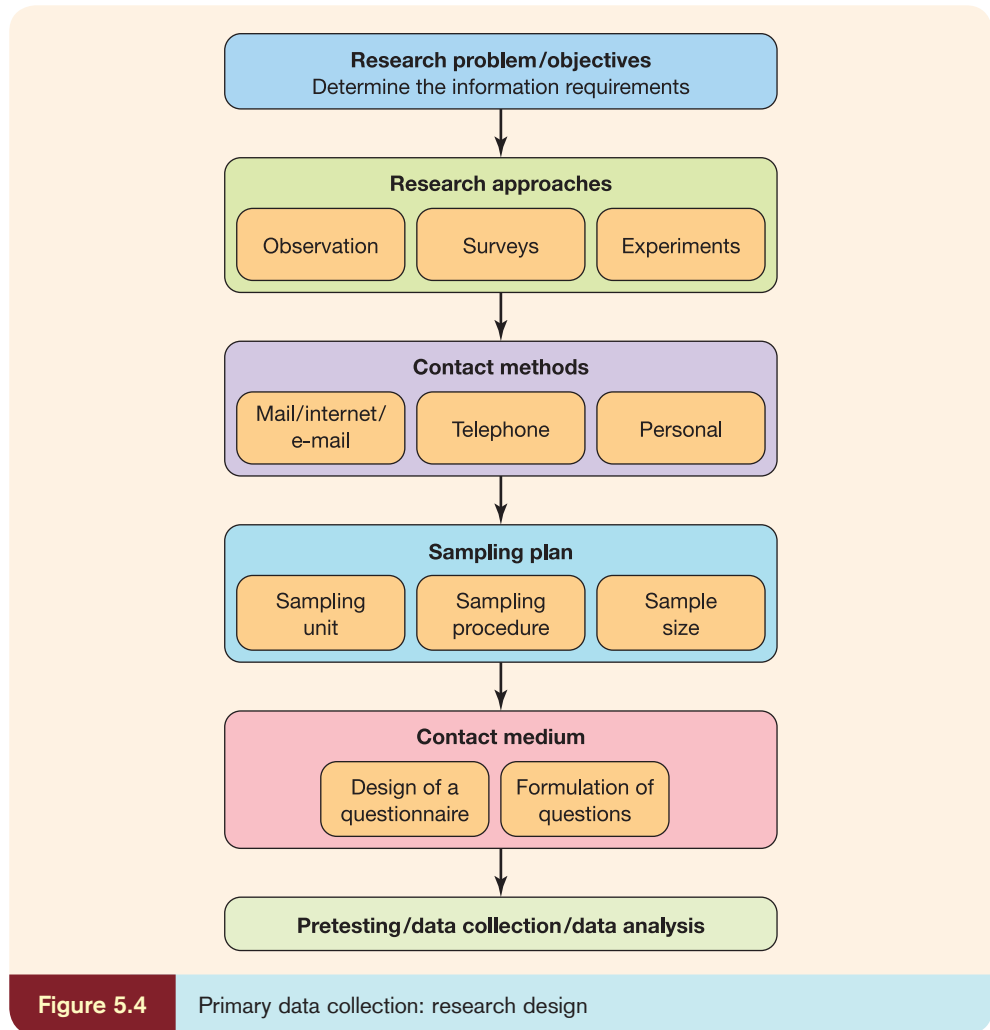 Research problem/objectives
Determine the information requirements
Research approaches
Observation
Surveys
Experiments
Contact methods
Mail/internet/
e-mail
Telephone
Personal
Sampling plan
Sampling
unit
Sampling
procedure
Sample
size
Contact medium
Design of a
questionnaire
Formulation of
questions
Pretesting/data collection/data analysis
Figure 5.4
Primary data collection: research design